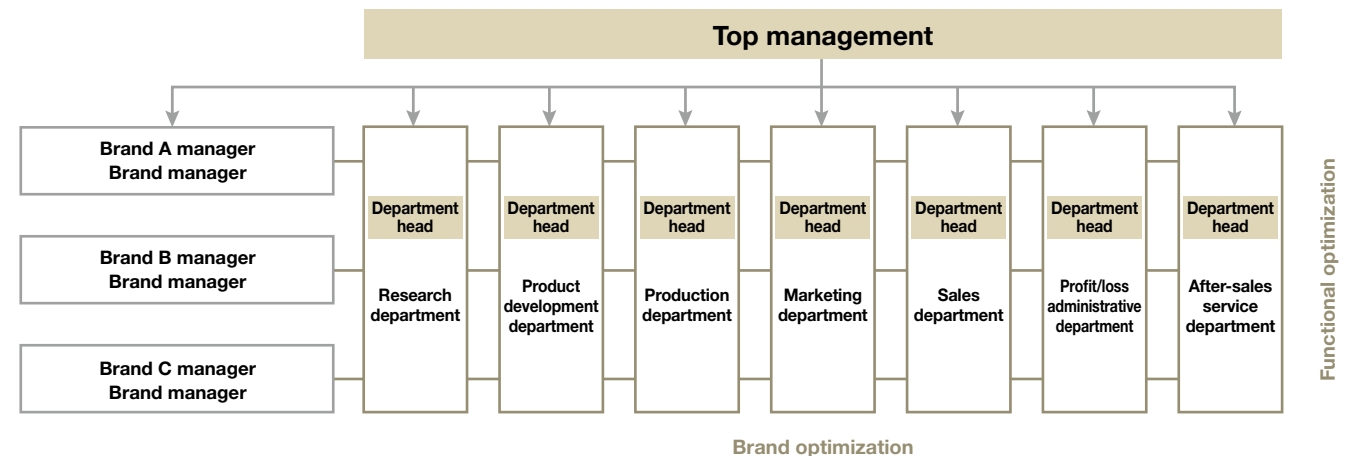 Top management
Brand A manager
Brand manager
Brand B manager
Brand manager
Brand C manager
Brand manager
Department
head
Research
department
Department
head
Product
development
department
Department
head
Production
department
Department
head
Marketing
department
Department
head
Sales
department
Department
head
Profit/loss
administrative
department
Department
head
After-sales
service
department
Functional optimization
Brand optimization